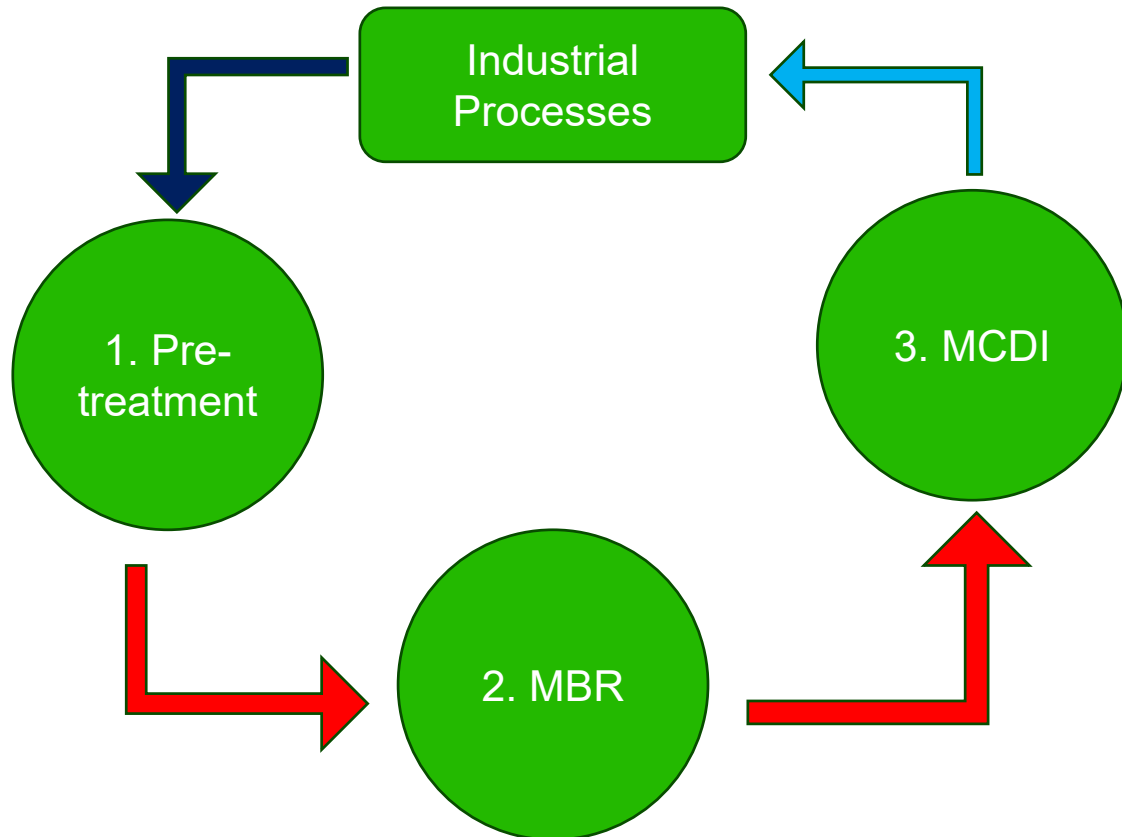 Industrial
Processes
1. Pre-
treatment
3. MCDI
2. MBR